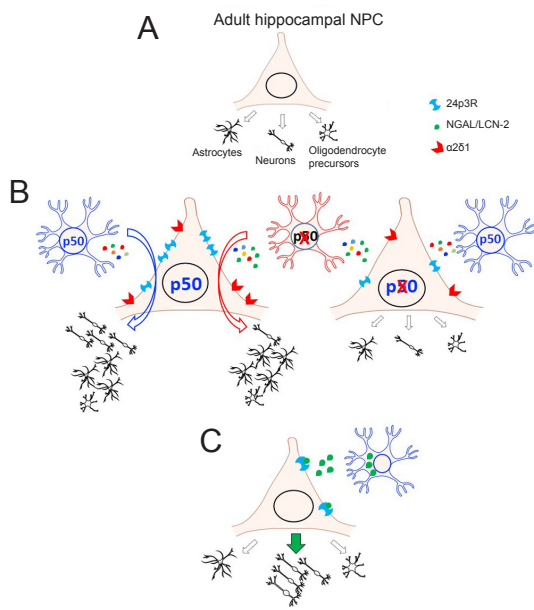 A
Adult hippocampal NPC
24p3R
NGAL/LCN-2
α2δ1
Astrocytes
Neurons
Oligodendrocyte
precursors
B
p50
p50
p50
p50
p50
C